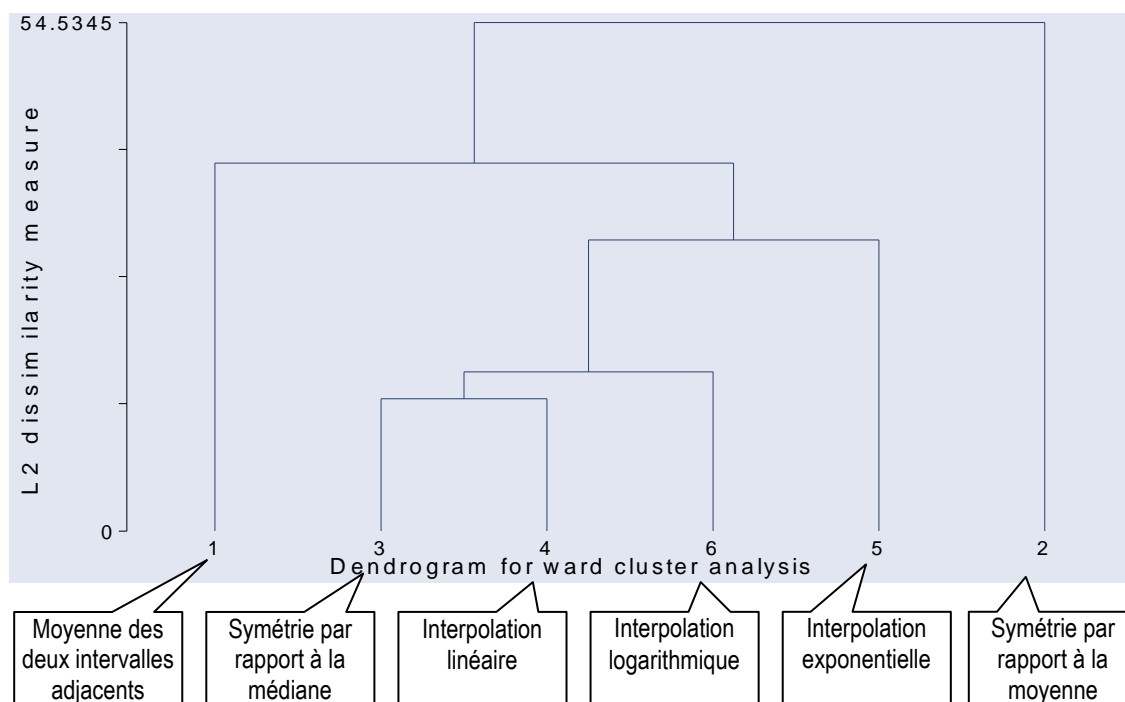 54.5345
L2 dissimilarity measure
0
1 3 4 6 5 2
Dendrogram for ward cluster analysis
Moyenne des
deux intervalles
adjacents
Symétrie par
rapport à la
médiane
Interpolation
linéaire
Interpolation
logarithmique
Interpolation
exponentielle
Symétrie par
rapport à la
moyenne